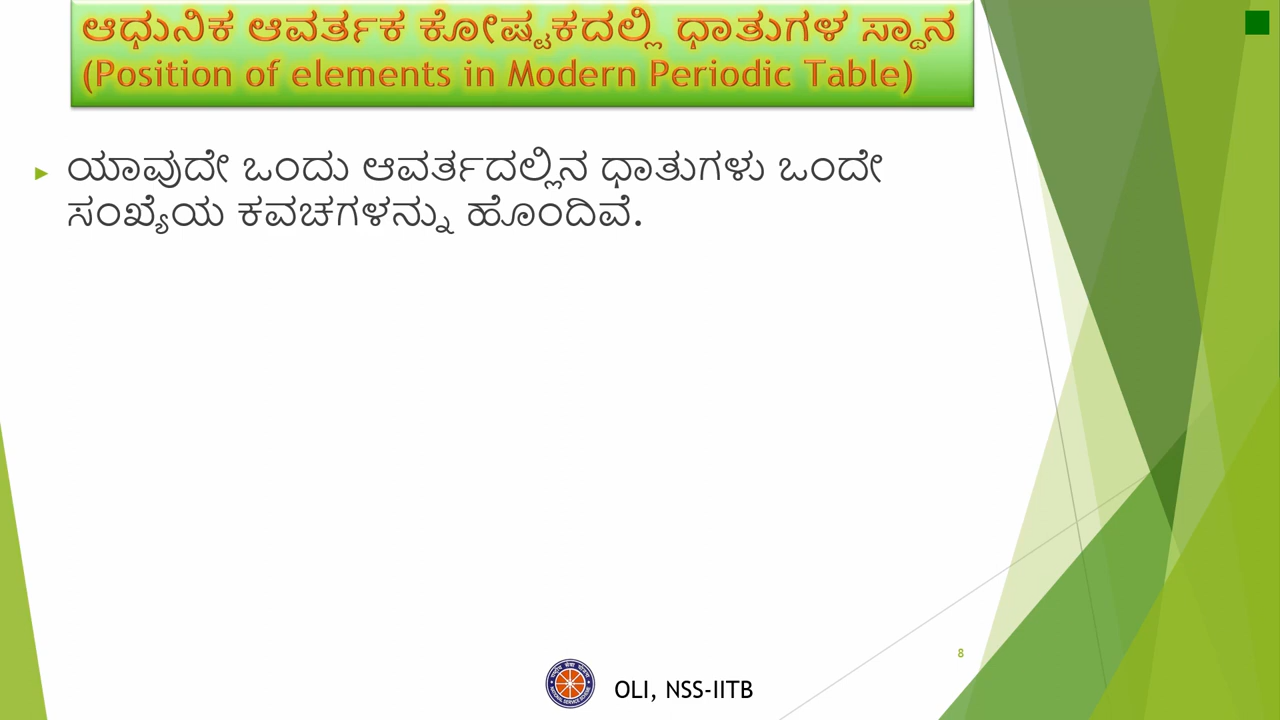 ಆಧುನಿಕ ಆವರ್ತಕ ಕೋಷ್ಟಕದಲ್ಲಿ ಧಾತುಗಳ ಸ್ಥಾನ
(Position of elements in Modern Periodic Table)
ಯಾವುದೇ ಒಂದು ಆವರ್ತದಲ್ಲಿನ ಧಾತುಗಳು ಒಂದೇ
ಸಂಖ್ಯೆಯ ಕವಚಗಳನ್ನು ಹೊಂದಿವೆ.
8
OLI, NSS-IITB